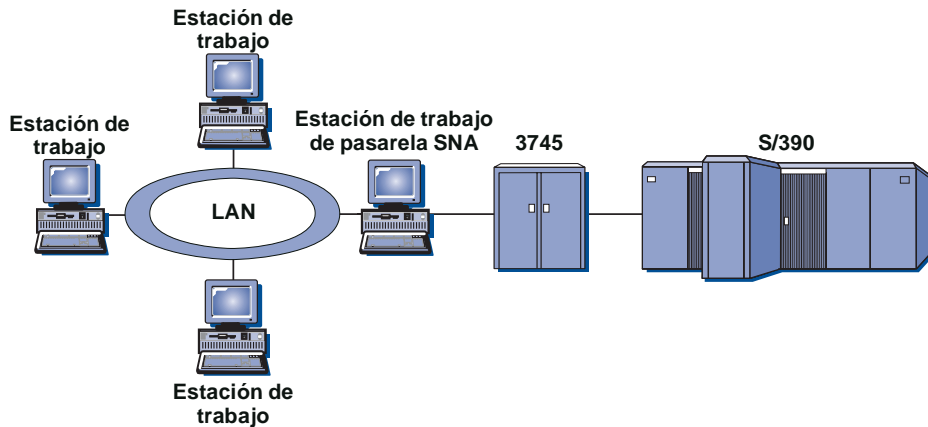 Estación de
trabajo
Estación de
trabajo
Estación de trabajo
de pasarela SNA
3745
S/390
LAN
Estación de
trabajo